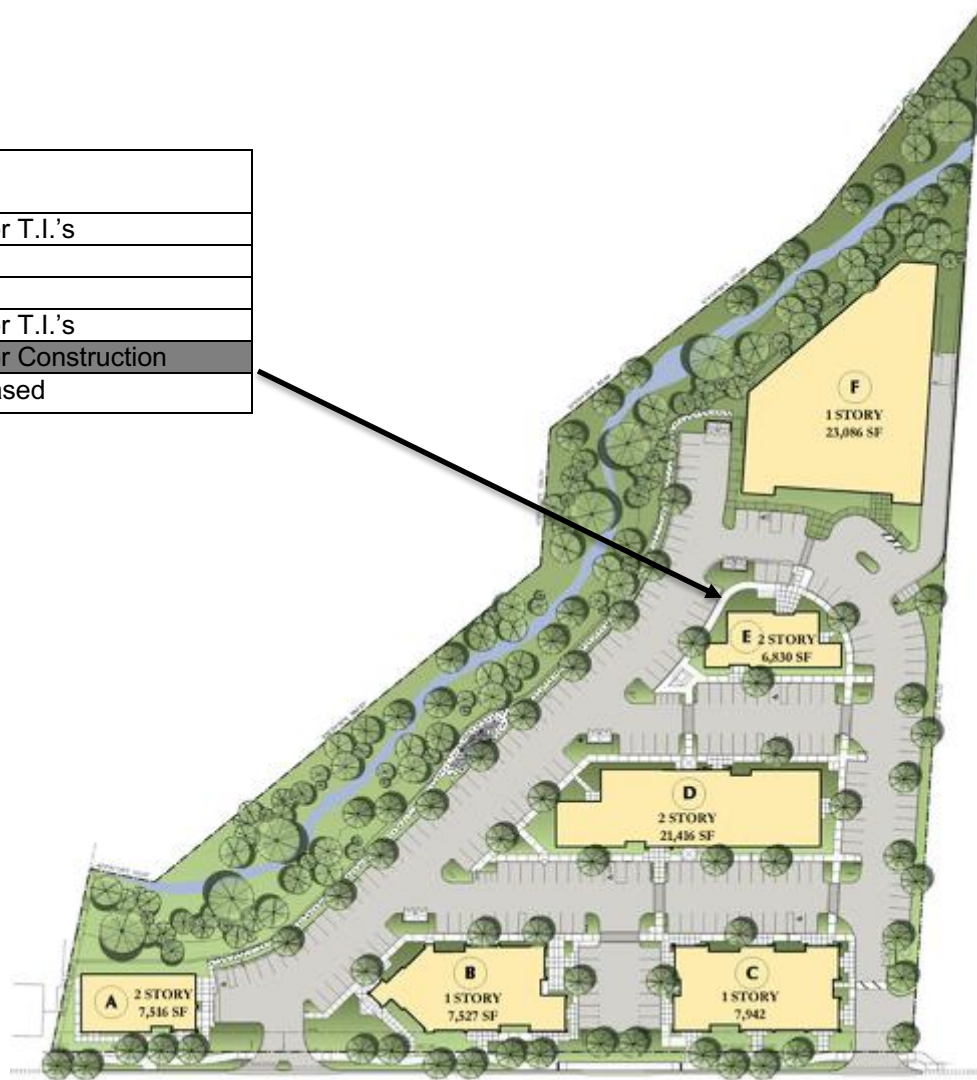 r T.I.’s
r T.I.’s
r Construction
ased
F
1 STORY
23,086 SF
E 2 STORY
6,830 SF
D
2 STORY
21,416 SF
A 2 STORY
7,516 SF
B
1 STORY
7,527 SF
C
1 STORY
7,942